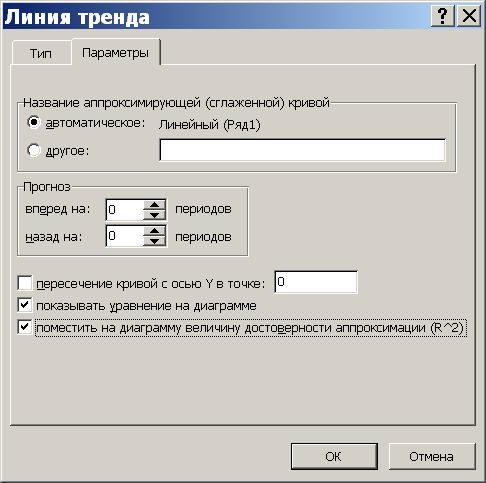 Линия тренда
Тип Параметры
Название аппроксимирующей (сглаженной) кривой
автоматическое: Линейный (Ряд1)
другое:
Прогноз
вперед на: 0 периодов
назад на: 0 периодов
пересечение кривой с осью Y в точке: 0
показывать уравнение на диаграмме
поместить на диаграмму величину достоверности аппроксимации (R^2)
ОК Отмена